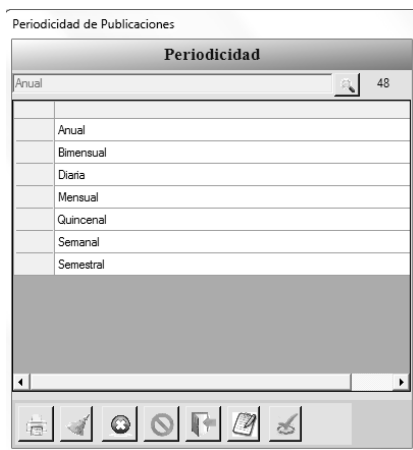 Periodicidad de Publicaciones
Periodicidad
Anual 48
Anual
Bimensual
Diaria
Mensual
Quincenal
Semanal
Semestral